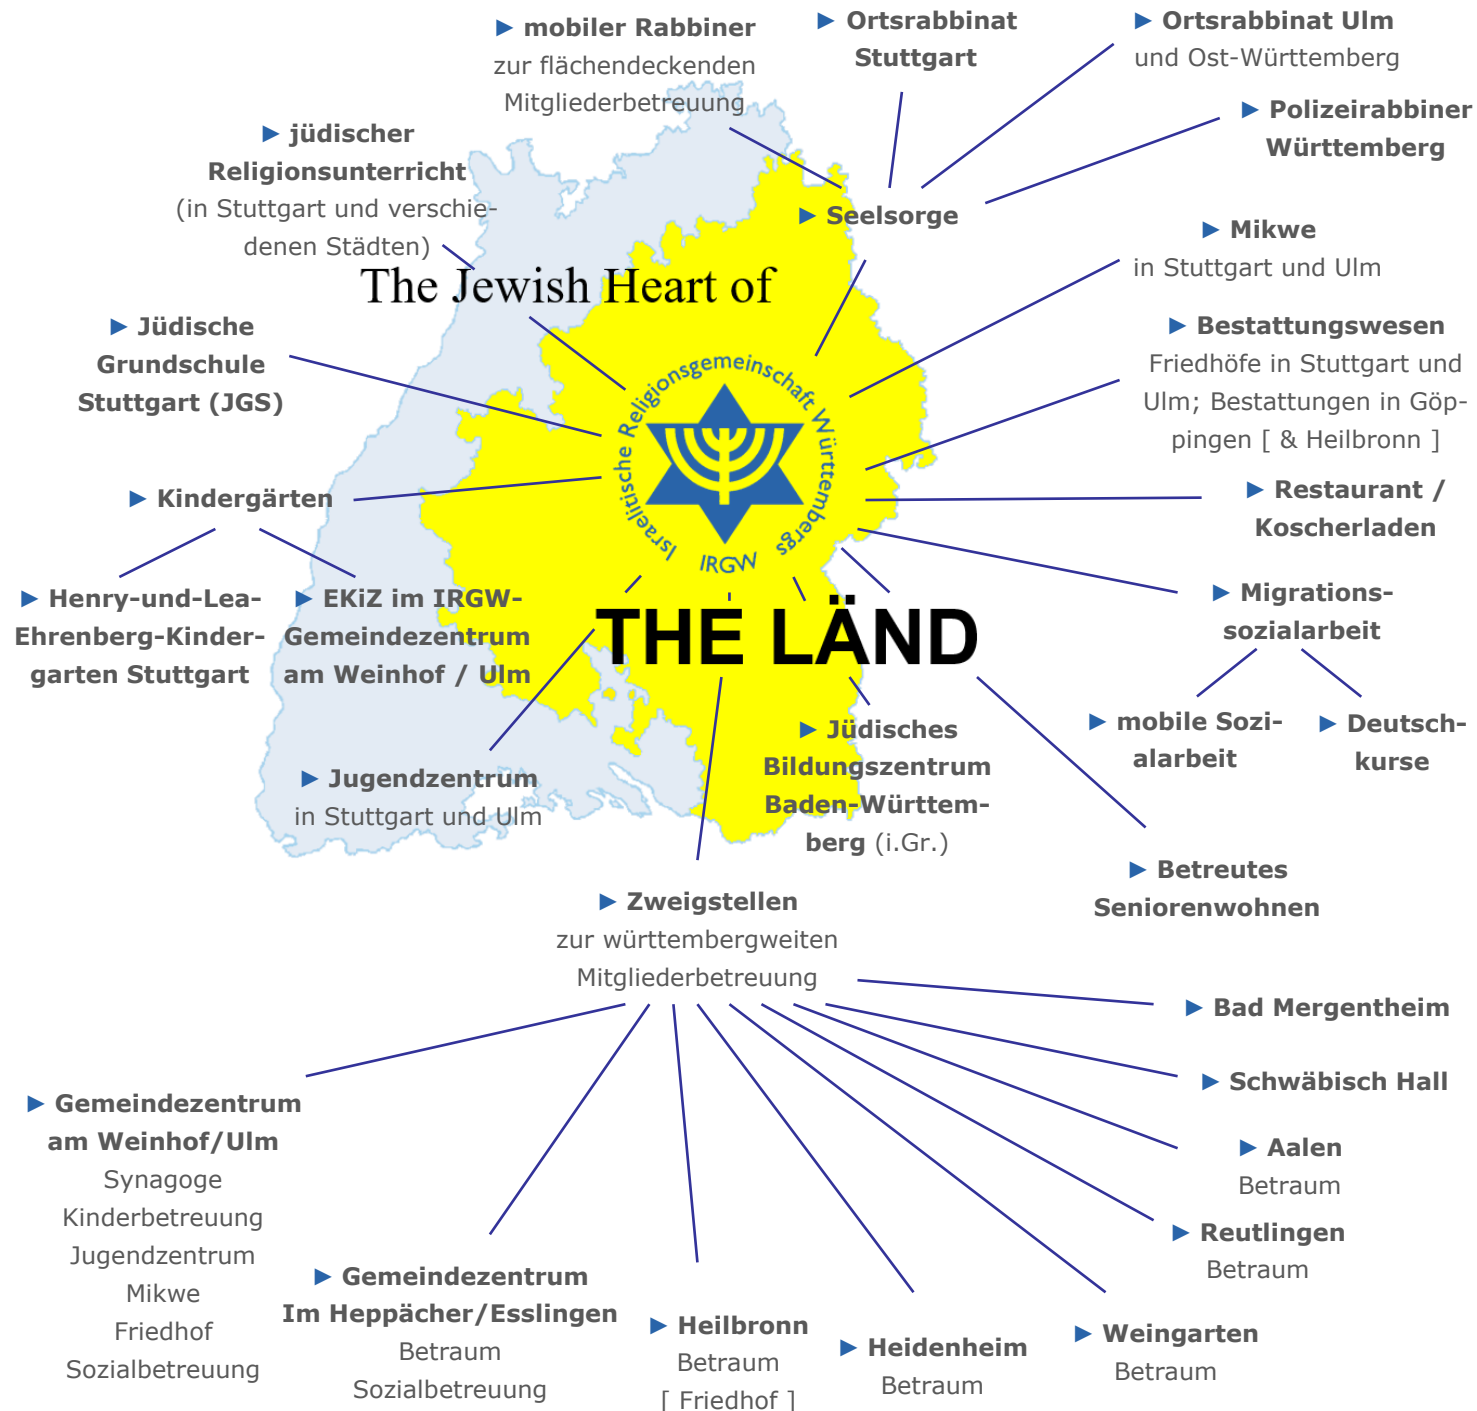 ► mobiler Rabbiner
zur flächendeckenden
Mitgliederbetreuung
► Ortsrabbinat
Stuttgart
► Ortsrabbinat Ulm
und Ost-Württemberg
► Polizeirabbiner
Württemberg
► jüdischer
Religionsunterricht
(in Stuttgart und verschie-
denen Städten)
► Seelsorge
► Mikwe
in Stuttgart und Ulm
The Jewish Heart of
► Jüdische
Grundschule
Stuttgart (JGS)
► Bestattungswesen
Friedhöfe in Stuttgart und
Ulm; Bestattungen in Göp-
pingen [ & Heilbronn ]
Israelitische Religionsgemeinschaft Württembergs
IRGW
► Kindergärten
► Restaurant /
Koscherladen
► Henry-und-Lea-
Ehrenberg-Kinder-
garten Stuttgart
► EKiZ im IRGW-
Gemeindezentrum
am Weinhof / Ulm
THE LÄND
► Migrations-
sozialarbeit
► mobile Sozi-
alarbeit
► Deutsch-
kurse
► Jugendzentrum
in Stuttgart und Ulm
► Jüdisches
Bildungszentrum
Baden-Württem-
berg (i.Gr.)
► Betreutes
Seniorenwohnen
► Zweigstellen
zur württembergweiten
Mitgliederbetreuung
► Bad Mergentheim
► Schwäbisch Hall
► Aalen
Betraum
► Reutlingen
Betraum
► Gemeindezentrum
am Weinhof/Ulm
Synagoge
Kinderbetreuung
Jugendzentrum
Mikwe
Friedhof
Sozialbetreuung
► Gemeindezentrum
Im Heppächer/Esslingen
Betraum
Sozialbetreuung
► Heilbronn
Betraum
[ Friedhof ]
► Heidenheim
Betraum
► Weingarten
Betraum